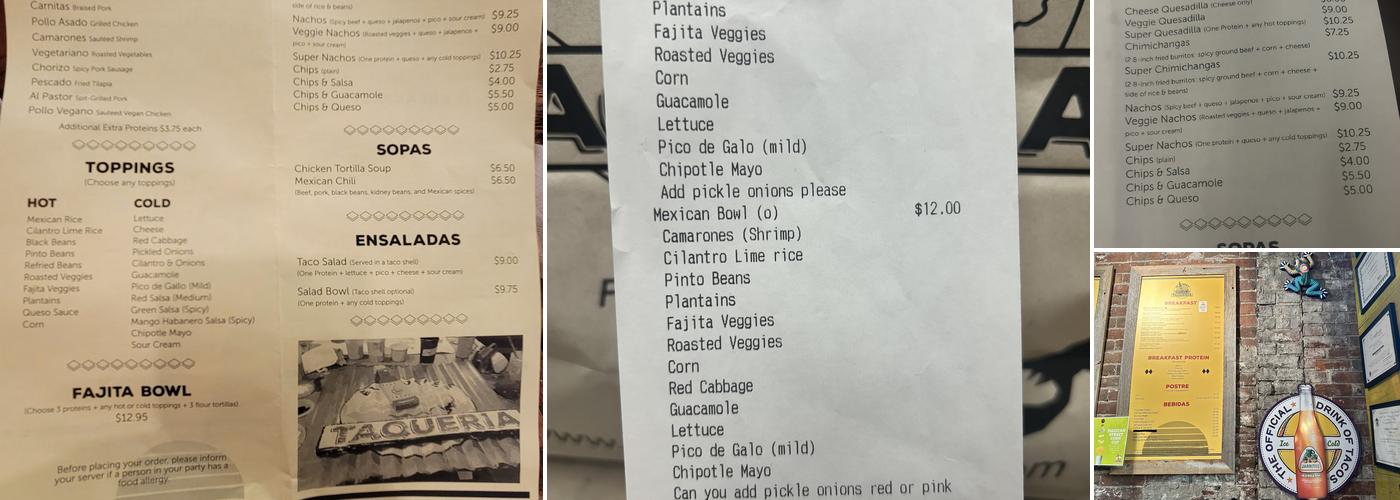 Carnitas Braised Pork
Pollo Asado Grilled Chicken
Camarones Sauteed Shrimp
Vegetariano Roasted Vegetables
Chorizo Spicy Pork Sausage
Pescado Fried Tilapia
Al Pastor Spit-Grilled Pork
Pollo Vegano Sauteed Vegan Chicken
Additional Extra Proteins $3.75 each
TOPPINGS
(Choose any toppings)
HOT
Mexican Rice
Cilantro Lime Rice
Black Beans
Pinto Beans
Refried Beans
Roasted Veggies
Fajita Veggies
Plantains
Queso Sauce
Corn
COLD
Lettuce
Cheese
Red Cabbage
Pickled Onions
Cilantro & Onions
Guacamole
Pico de Gallo (Mild)
Red Salsa (Medium)
Green Salsa (Spicy)
Mango Habanero Salsa (Spicy)
Chipotle Mayo
Sour Cream
FAJITA BOWL
(Choose 3 proteins + any hot or cold toppings + 3 flour tortillas)
$12.95
Before placing your order, please inform
your server if a person in your party has a
food allergy.
side of rice & beans)
Nachos (Spicy beef + queso + jalapenos + pico + sour cream) $9.25
Veggie Nachos (Roasted veggies + queso + jalapenos + $9.00
pico + sour cream)
Super Nachos (One protein + queso + any cold toppings) $10.25
Chips (plain) $2.75
Chips & Salsa $4.00
Chips & Guacamole $5.50
Chips & Queso $5.00
SOPAS
Chicken Tortilla Soup $6.50
Mexican Chili $6.50
(Beef, pork, black beans, kidney beans, and Mexican spices)
ENSALADAS
Taco Salad (Served in a taco shell) $9.00
(One Protein + lettuce + pico + cheese + sour cream)
Salad Bowl (Taco shell optional) $9.75
(One protein + any cold toppings)
TAQUERIA
Plantains
Fajita Veggies
Roasted Veggies
Corn
Guacamole
Lettuce
Pico de Galo (mild)
Chipotle Mayo
Add pickle onions please
Mexican Bowl (o) $12.00
Camarones (Shrimp)
Cilantro Lime rice
Pinto Beans
Plantains
Fajita Veggies
Roasted Veggies
Corn
Red Cabbage
Guacamole
Lettuce
Pico de Galo (mild)
Chipotle Mayo
Can you add pickle onions red or pink
Cheese Quesadilla (Cheese only)
Veggie Quesadilla $9.00
Super Quesadilla (One Protein + any hot toppings) $10.25
Chimichangas $7.25
(2 8-inch fried burritos: spicy ground beef + corn + cheese)
Super Chimichangas $10.25
(2 8-inch fried burritos: spicy ground beef + corn + cheese +
side of rice & beans)
Nachos (Spicy beef + queso + jalapenos + pico + sour cream) $9.25
Veggie Nachos (Roasted veggies + queso + jalapenos + $9.00
pico + sour cream)
Super Nachos (One protein + queso + any cold toppings) $10.25
Chips (plain) $2.75
Chips & Salsa $4.00
Chips & Guacamole $5.50
Chips & Queso $5.00
SOPAS
BREAKFAST
BREAKFAST PROTEIN
POSTRE
BEBIDAS
THE OFFICIAL DRINK OF TACOS
Ice Cold
JARRITOS